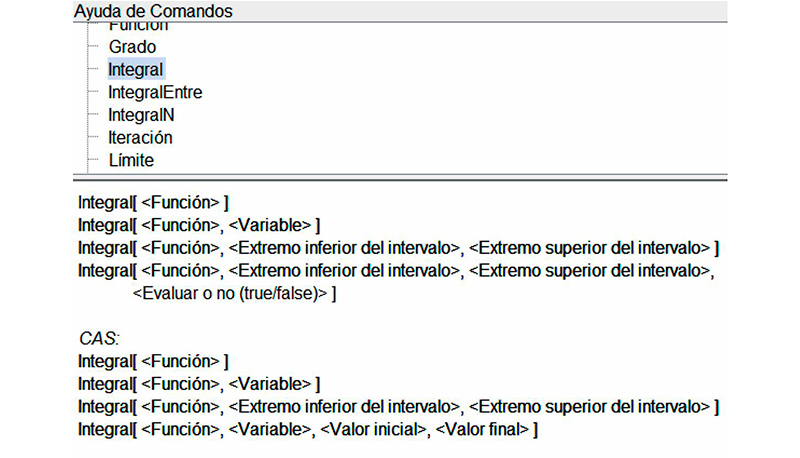 Ayuda de Comandos
Función
Grado
Integral
IntegralEntre
IntegralN
Iteración
Límite
Integral[ <Función> ]
Integral[ <Función>, <Variable> ]
Integral[ <Función>, <Extremo inferior del intervalo>, <Extremo superior del intervalo> ]
Integral[ <Función>, <Extremo inferior del intervalo>, <Extremo superior del intervalo>,
<Evaluar o no (true/false)> ]
CAS:
Integral[ <Función> ]
Integral[ <Función>, <Variable> ]
Integral[ <Función>, <Extremo inferior del intervalo>, <Extremo superior del intervalo> ]
Integral[ <Función>, <Variable>, <Valor inicial>, <Valor final> ]